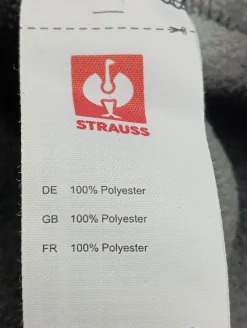 STRAUSS
DE 100% Polyester
GB 100% Polyester
FR 100% Polyester